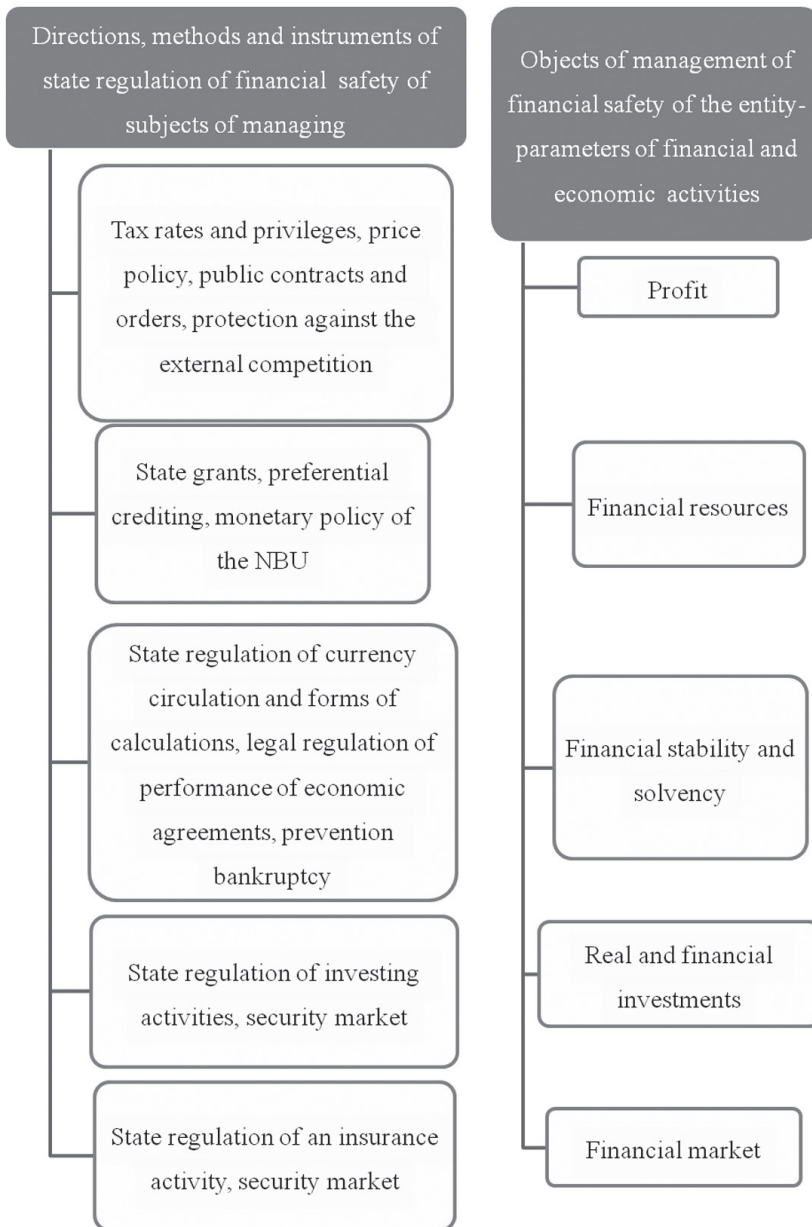 Directions, methods and instruments of
state regulation of financial safety of
subjects of managing
Tax rates and privileges, price
policy, public contracts and
orders, protection against the
external competition
State grants, preferential
crediting, monetary policy of
the NBU
State regulation of currency
circulation and forms of
calculations, legal regulation of
performance of economic
agreements, prevention
bankruptcy
State regulation of investing
activities, security market
State regulation of an insurance
activity, security market
Objects of management of
financial safety of the entity-
parameters of financial and
economic activities
Profit
Financial resources
Financial stability and
solvency
Real and financial
investments
Financial market